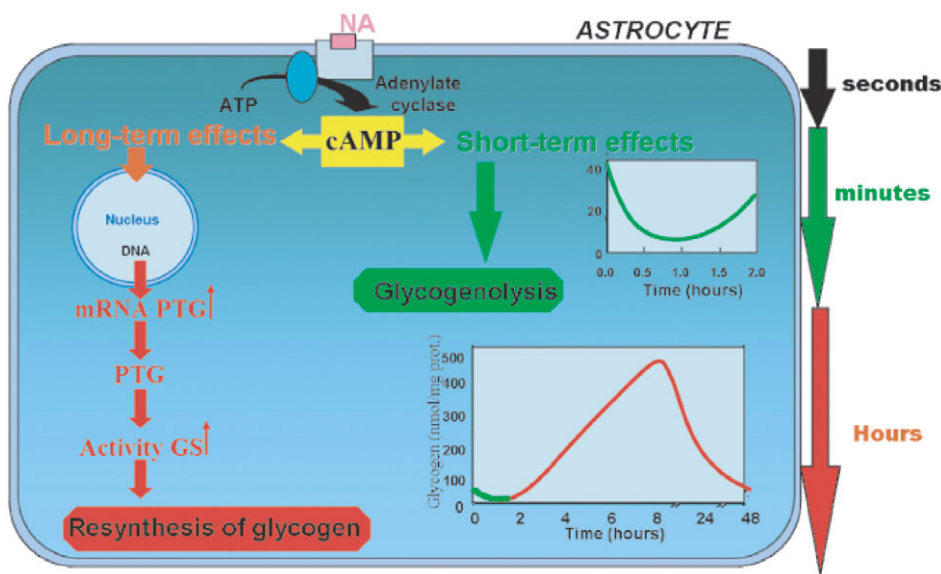 NA
ASTROCYTE
ATP
Adenylate
cyclase
seconds
Long-term effects
cAMP
Short-term effects
minutes
Nucleus
DNA
40
20
0
0.0 0.5 1.0 1.5 2.0
Time (hours)
mRNA PTG
Glycogenolysis
PTG
Activity GS
Resynthesis of glycogen
Glycogen (nmol/mg prot.)
500
400
300
200
100
0
0 2 4 6 8 24 48
Time (hours)
Hours